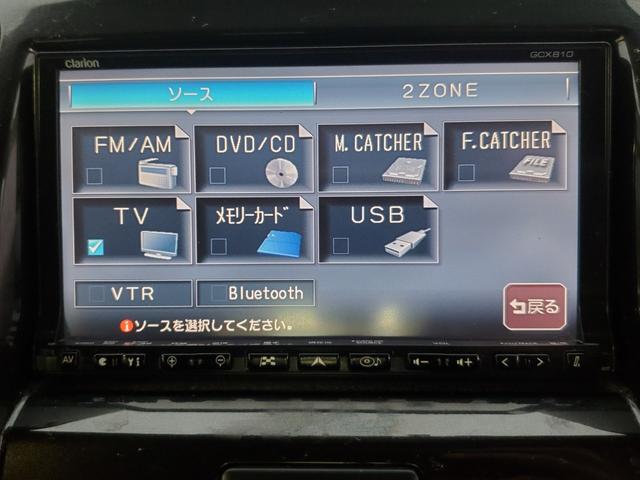 Clarion
GCX810
ソース
2ZONE
FM/AM
DVD/CD
M.CATCHER
F.CATCHER
FILE
TV
メモリーカード
USB
VTR
Bluetooth
戻る
ソースを選択してください。
AV